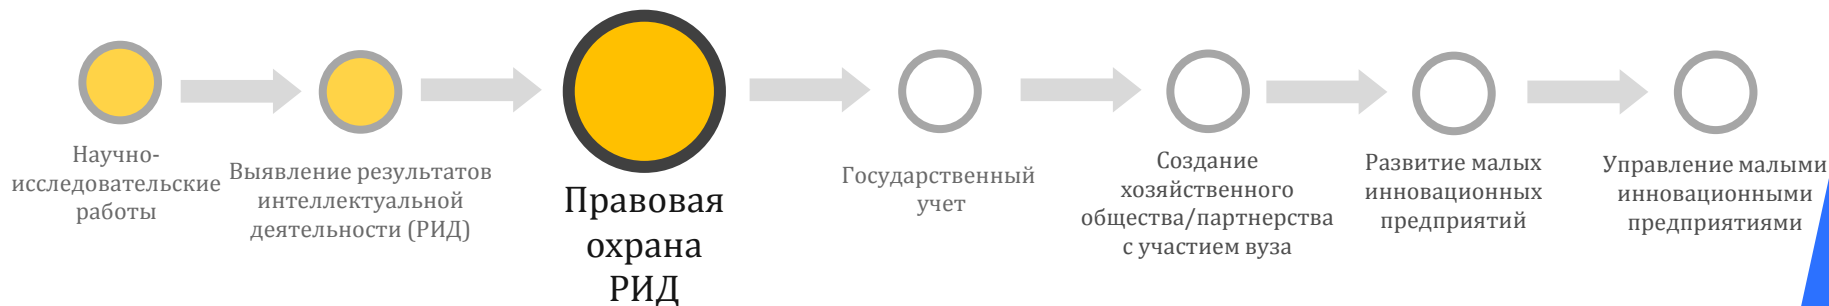 Научно-
исследовательские
работы
Выявление результатов
интеллектуальной
деятельности (РИД)
Правовая
охрана
РИД
Государственный
учет
Создание
хозяйственного
общества/партнерства
с участием вуза
Развитие малых
инновационных
предприятий
Управление малыми
инновационными
предприятиями